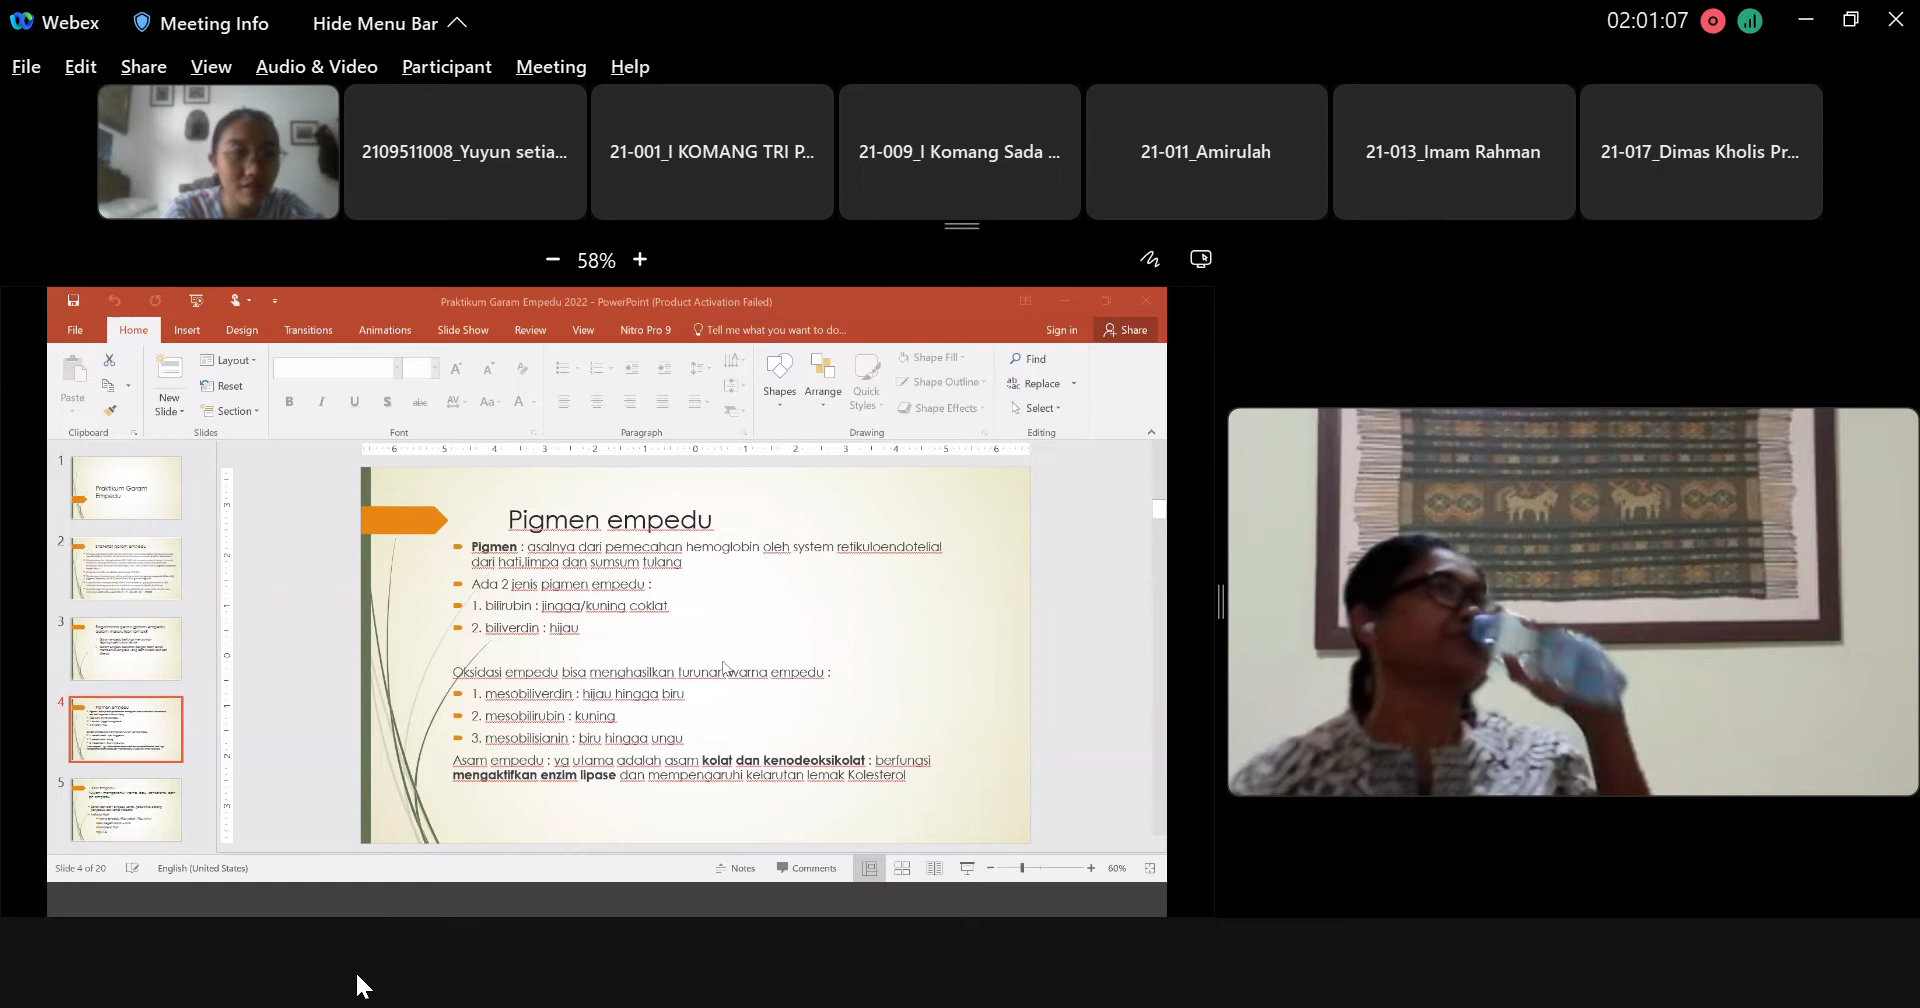 Webex
Meeting Info
Hide Menu Bar
02:01:07
File Edit Share View Audio & Video Participant Meeting Help
2109511008_Yuyun setia...
21-001_I KOMANG TRI P...
21-009_I Komang Sada ...
21-011_Amirulah
21-013_Imam Rahman
21-017_Dimas Kholis Pr...
58%
Praktikum Garam Empedu 2022 - PowerPoint (Product Activation Failed)
File Home Insert Design Transitions Animations Slide Show Review View Nitro Pro 9 Tell me what you want to do... Sign in Share
Paste
Clipboard
New
Slide
Layout
Reset
Section
Slides
Font
Paragraph
Shapes
Arrange
Quick
Styles
Shape Fill
Shape Outline
Shape Effects
Drawing
Find
Replace
Select
Editing
1
Praktikum Garam
Empedu
2
3
4
Pigmen empedu
5
Pigmen empedu
Pigmen : asalnya dari pemecahan hemoglobin oleh system retikuloendotelial
dari hati,limpa dan sumsum tulang
Ada 2 jenis pigmen empedu :
1. bilirubin : jingga/kuning coklat
2. biliverdin : hijau
Oksidasi empedu bisa menghasilkan turunan warna empedu :
1. mesobiliverdin : hijau hingga biru
2. mesobilirubin : kuning
3. mesobilisianin : biru hingga ungu
Asam empedu : yg utama adalah asam kolat dan kenodeoksikolat : berfungsi
mengaktifkan enzim lipase dan mempengaruhi kelarutan lemak Kolesterol
Slide 4 of 20
English (United States)
Notes
Comments
60%